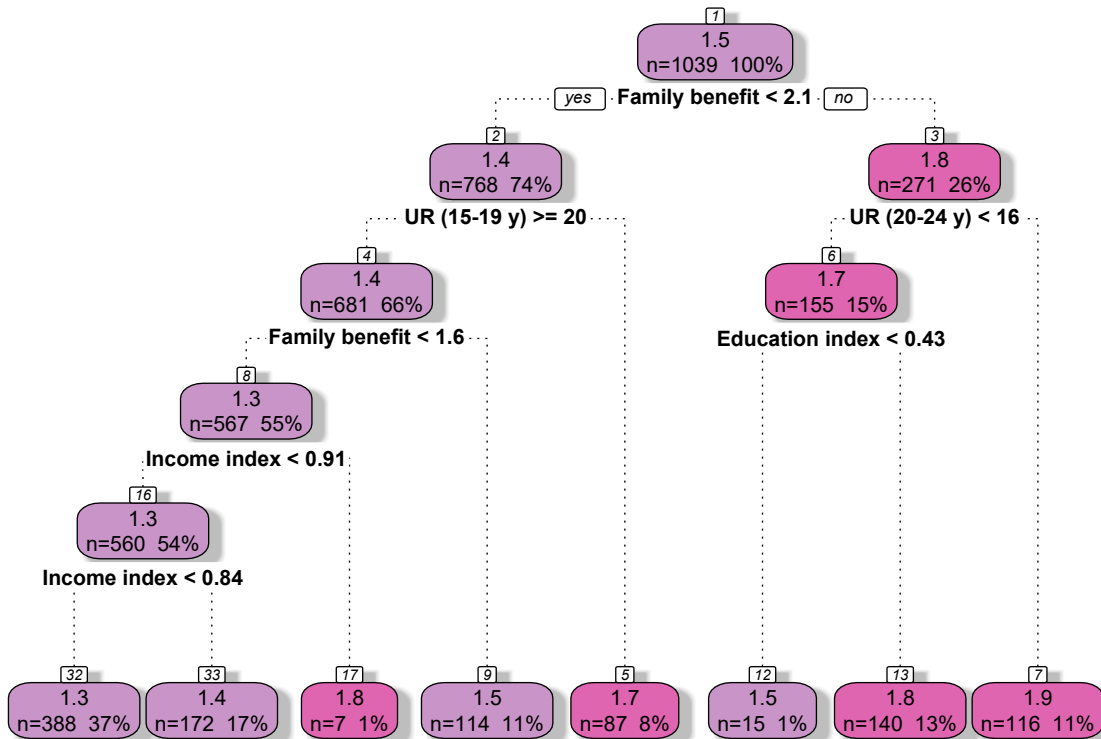 1
1.5
n=1039 100%
yes Family benefit < 2.1 no
2
1.4
n=768 74%
3
1.8
n=271 26%
UR (15-19 y) >= 20
UR (20-24 y) < 16
4
1.4
n=681 66%
6
1.7
n=155 15%
Family benefit < 1.6
Education index < 0.43
8
1.3
n=567 55%
Income index < 0.91
16
1.3
n=560 54%
Income index < 0.84
32
1.3
n=388 37%
33
1.4
n=172 17%
17
1.8
n=7 1%
9
1.5
n=114 11%
5
1.7
n=87 8%
12
1.5
n=15 1%
13
1.8
n=140 13%
7
1.9
n=116 11%